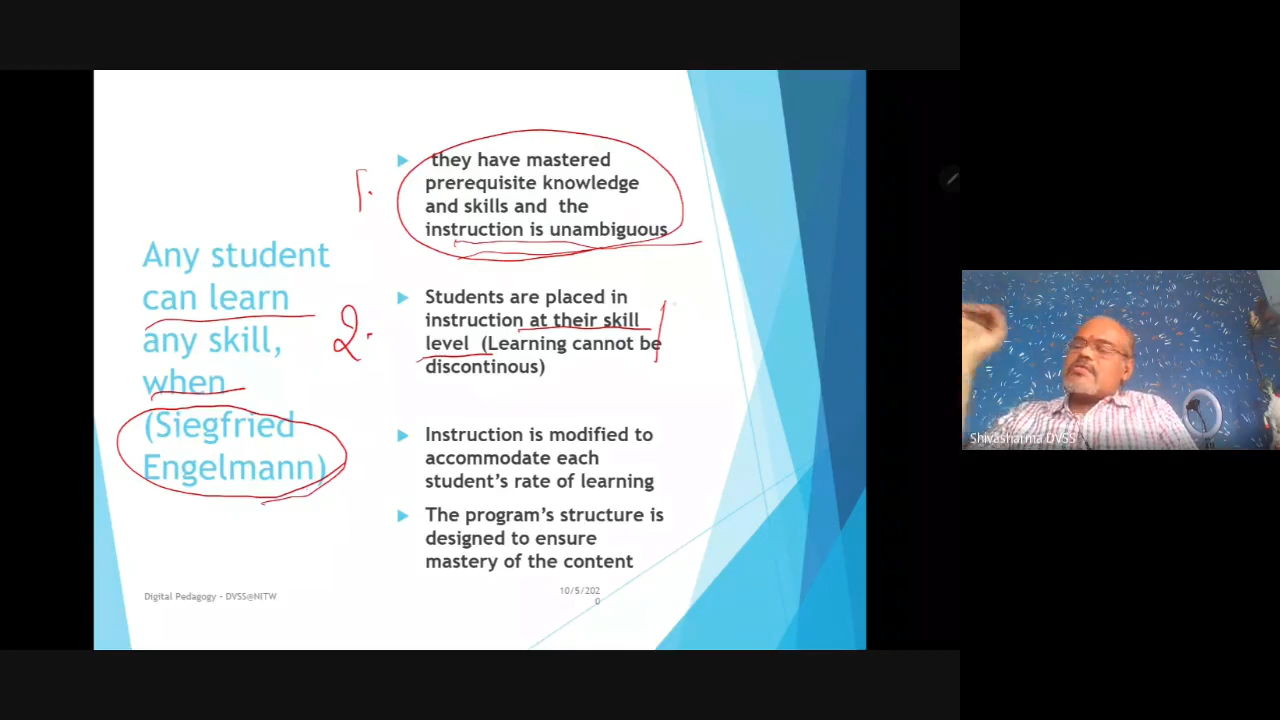 Any student
can learn
any skill,
when
(Siegfried
Engelmann)
1.
they have mastered
prerequisite knowledge
and skills and the
instruction is unambiguous
2.
Students are placed in
instruction at their skill
level (Learning cannot be
discontinous)
Instruction is modified to
accommodate each
student's rate of learning
The program's structure is
designed to ensure
mastery of the content
Digital Pedagogy - DVSS@NITW
10/5/202
0
Shivasharma DVSS